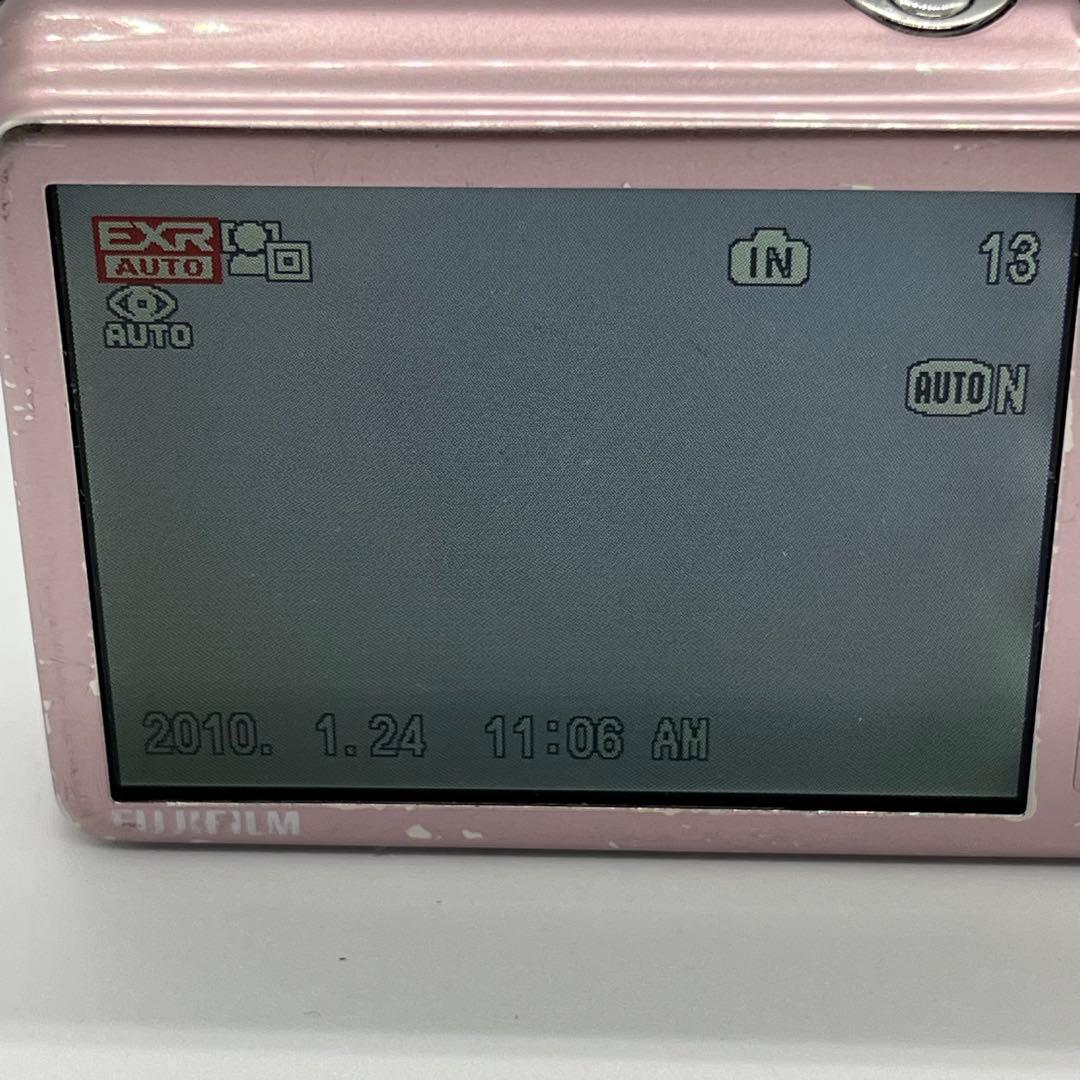 EXR
AUTO
IN
13
AUTO
AUTO N
2010. 1.24 11:06 AM
FUJIFILM